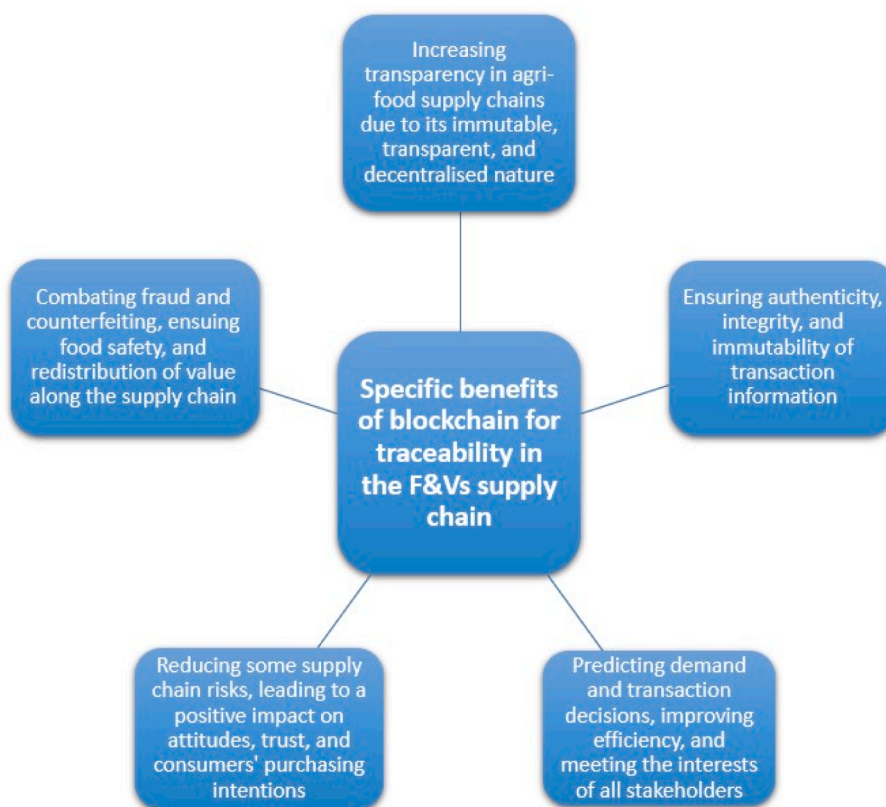 Increasing
transparency in agri-
food supply chains
due to its immutable,
transparent, and
decentralised nature
Combating fraud and
counterfeiting, ensuing
food safety, and
redistribution of value
along the supply chain
Ensuring authenticity,
integrity, and
immutability of
transaction
information
Specific benefits
of blockchain for
traceability in
the F&Vs supply
chain
Reducing some supply
chain risks, leading to a
positive impact on
attitudes, trust, and
consumers' purchasing
intentions
Predicting demand
and transaction
decisions, improving
efficiency, and
meeting the interests
of all stakeholders